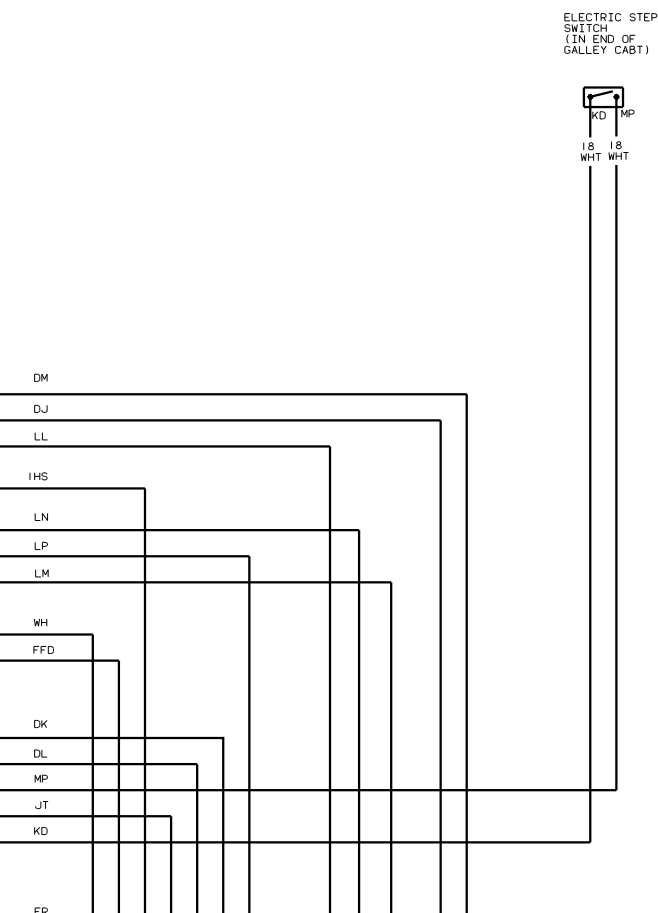 ELECTRIC STEP
SWITCH
(IN END OF
GALLEY CABT)
KD MP
18 18
WHT WHT
DM
DJ
LL
IHS
LN
LP
LM
WH
FFD
DK
DL
MP
JT
KD